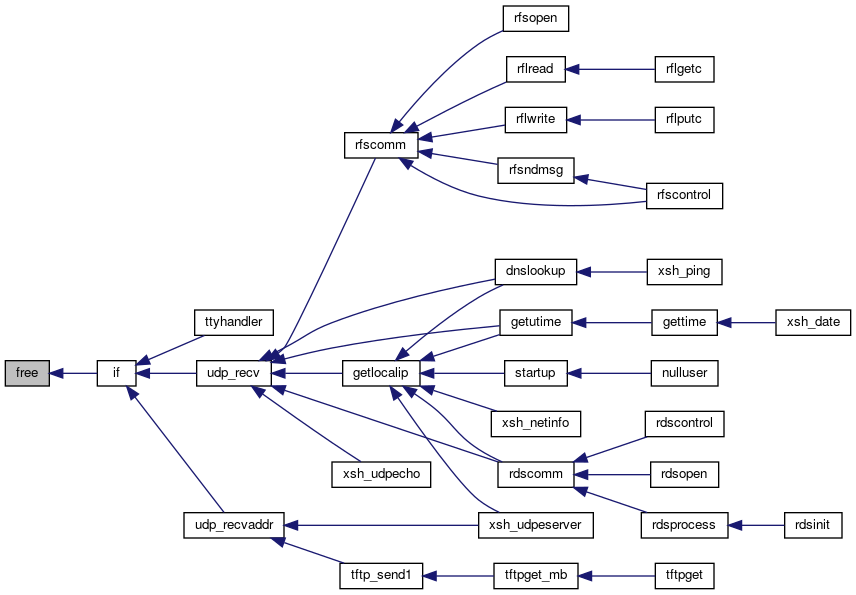 rfsopen
rflread
rflgetc
rflwrite
rflputc
rfscomm
rfsndmsg
rfscontrol
dnslookup
xsh_ping
ttyhandler
getutime
gettime
xsh_date
free
if
udp_recv
getlocalip
startup
nulluser
xsh_netinfo
rdscontrol
xsh_udpecho
rdscomm
rdsopen
udp_recvaddr
xsh_udpeserver
rdsprocess
rdsinit
tftp_send1
tftpget_mb
tftpget